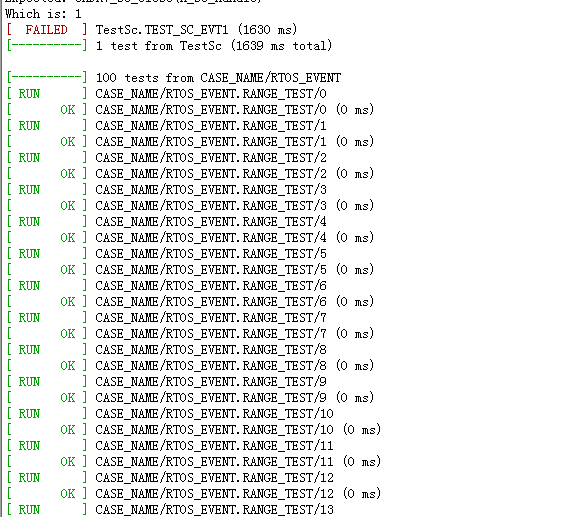 Which is: 1
[  FAILED  ] TestSc.TEST_SC_EVT1 (1630 ms)
[----------] 1 test from TestSc (1639 ms total)

[----------] 100 tests from CASE_NAME/RTOS_EVENT
[ RUN      ] CASE_NAME/RTOS_EVENT.RANGE_TEST/0
[       OK ] CASE_NAME/RTOS_EVENT.RANGE_TEST/0 (0 ms)
[ RUN      ] CASE_NAME/RTOS_EVENT.RANGE_TEST/1
[       OK ] CASE_NAME/RTOS_EVENT.RANGE_TEST/1 (0 ms)
[ RUN      ] CASE_NAME/RTOS_EVENT.RANGE_TEST/2
[       OK ] CASE_NAME/RTOS_EVENT.RANGE_TEST/2 (0 ms)
[ RUN      ] CASE_NAME/RTOS_EVENT.RANGE_TEST/3
[       OK ] CASE_NAME/RTOS_EVENT.RANGE_TEST/3 (0 ms)
[ RUN      ] CASE_NAME/RTOS_EVENT.RANGE_TEST/4
[       OK ] CASE_NAME/RTOS_EVENT.RANGE_TEST/4 (0 ms)
[ RUN      ] CASE_NAME/RTOS_EVENT.RANGE_TEST/5
[       OK ] CASE_NAME/RTOS_EVENT.RANGE_TEST/5 (0 ms)
[ RUN      ] CASE_NAME/RTOS_EVENT.RANGE_TEST/6
[       OK ] CASE_NAME/RTOS_EVENT.RANGE_TEST/6 (0 ms)
[ RUN      ] CASE_NAME/RTOS_EVENT.RANGE_TEST/7
[       OK ] CASE_NAME/RTOS_EVENT.RANGE_TEST/7 (0 ms)
[ RUN      ] CASE_NAME/RTOS_EVENT.RANGE_TEST/8
[       OK ] CASE_NAME/RTOS_EVENT.RANGE_TEST/8 (0 ms)
[ RUN      ] CASE_NAME/RTOS_EVENT.RANGE_TEST/9
[       OK ] CASE_NAME/RTOS_EVENT.RANGE_TEST/9 (0 ms)
[ RUN      ] CASE_NAME/RTOS_EVENT.RANGE_TEST/10
[       OK ] CASE_NAME/RTOS_EVENT.RANGE_TEST/10 (0 ms)
[ RUN      ] CASE_NAME/RTOS_EVENT.RANGE_TEST/11
[       OK ] CASE_NAME/RTOS_EVENT.RANGE_TEST/11 (0 ms)
[ RUN      ] CASE_NAME/RTOS_EVENT.RANGE_TEST/12
[       OK ] CASE_NAME/RTOS_EVENT.RANGE_TEST/12 (0 ms)
[ RUN      ] CASE_NAME/RTOS_EVENT.RANGE_TEST/13